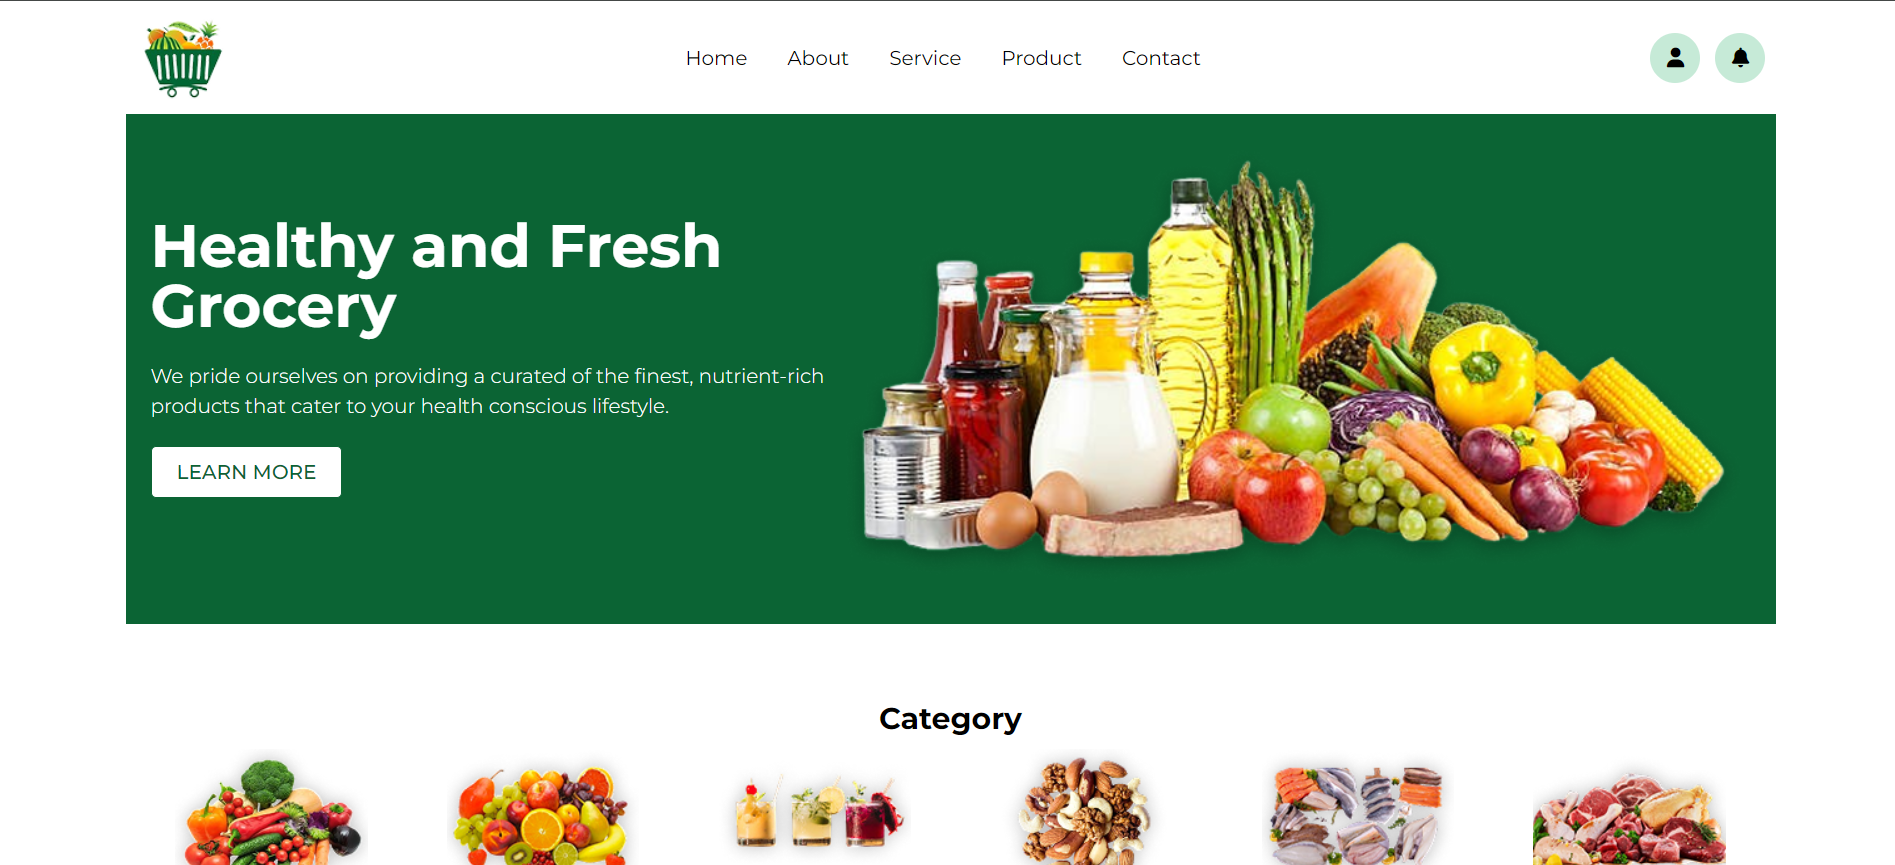 Home About Service Product Contact
Healthy and Fresh
Grocery
We pride ourselves on providing a curated of the finest, nutrient-rich
products that cater to your health conscious lifestyle.
LEARN MORE
Category